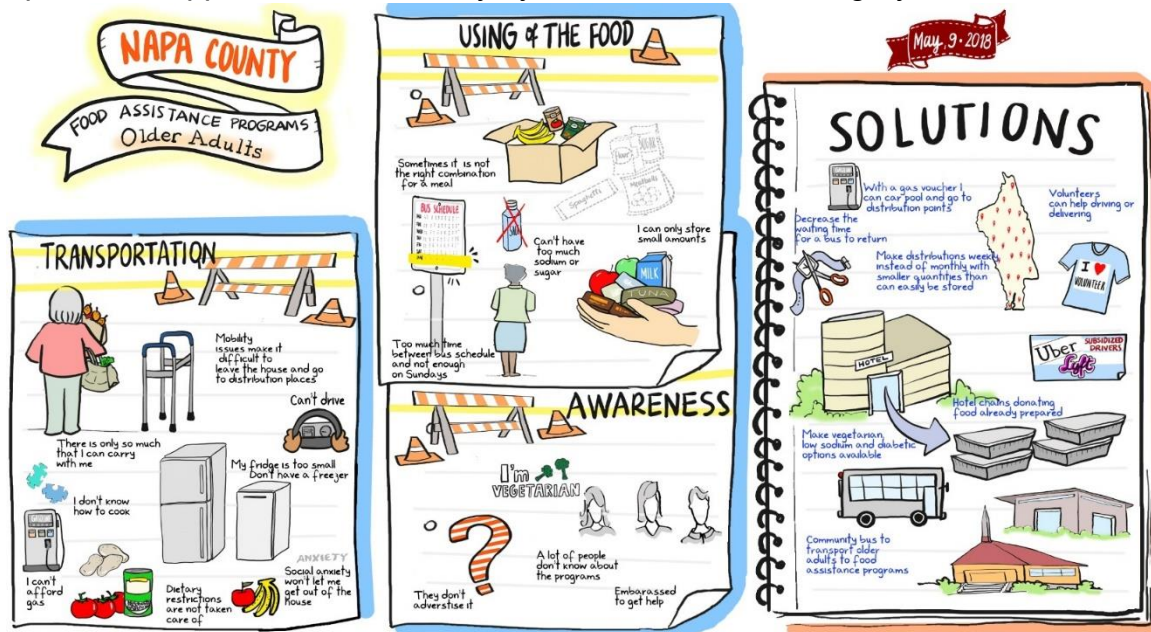 NAPA COUNTY
FOOD ASSISTANCE PROGRAMS
Older Adults
TRANSPORTATION
Mobility
issues make it
difficult to
leave the house and go
to distribution places
Can't drive
There is only so much
that I can carry
with me
My fridge is too small
Don't have a freezer
I don't know
how to cook
I can't
afford
gas
Dietary
restrictions
are not taken
care of
ANXIETY
Social anxiety
won't let me
get out of the
house
USING of THE FOOD
Sometimes it is not
the right combination
for a meal
Flour
SUGAR
Spaghetti
Meatballs
BUS SCHEDULE
Can't have
too much
sodium or
sugar
I can only store
small amounts
MILK
TUNA
Too much time
between bus schedule
and not enough
on Sundays
AWARENESS
I'm
VEGETARIAN
A lot of people
don't know about
the programs
They don't
adverstise it
Embarassed
to get help
May, 9 • 2018
SOLUTIONS
With a gas voucher I
can car pool and go to
distribution points
Volunteers
can help driving or
delivering
Decrease the
waiting time
for a bus to return
Make distributions weekly
instead of monthly with
smaller quantities than
can easily be stored
I ♥
VOLUNTEER
HOTEL
Uber
SUBSIDIZED
DRIVERS
Lyft
Hotel chains donating
food already prepared
Make vegetarian,
low sodium and diabetic
options available
Community bus to
transport older
adults to food
assistance programs